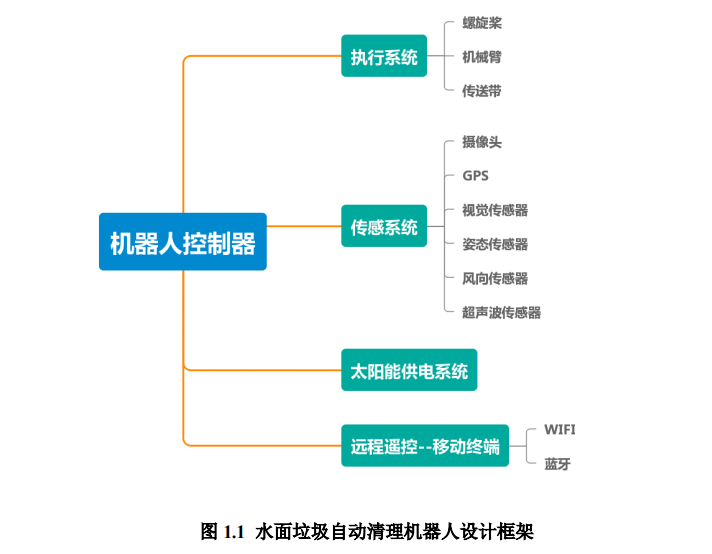 机器人控制器
执行系统
螺旋桨
机械臂
传送带
传感系统
摄像头
GPS
视觉传感器
姿态传感器
风向传感器
超声波传感器
太阳能供电系统
远程遥控--移动终端
WIFI
蓝牙
图 1.1 水面垃圾自动清理机器人设计框架